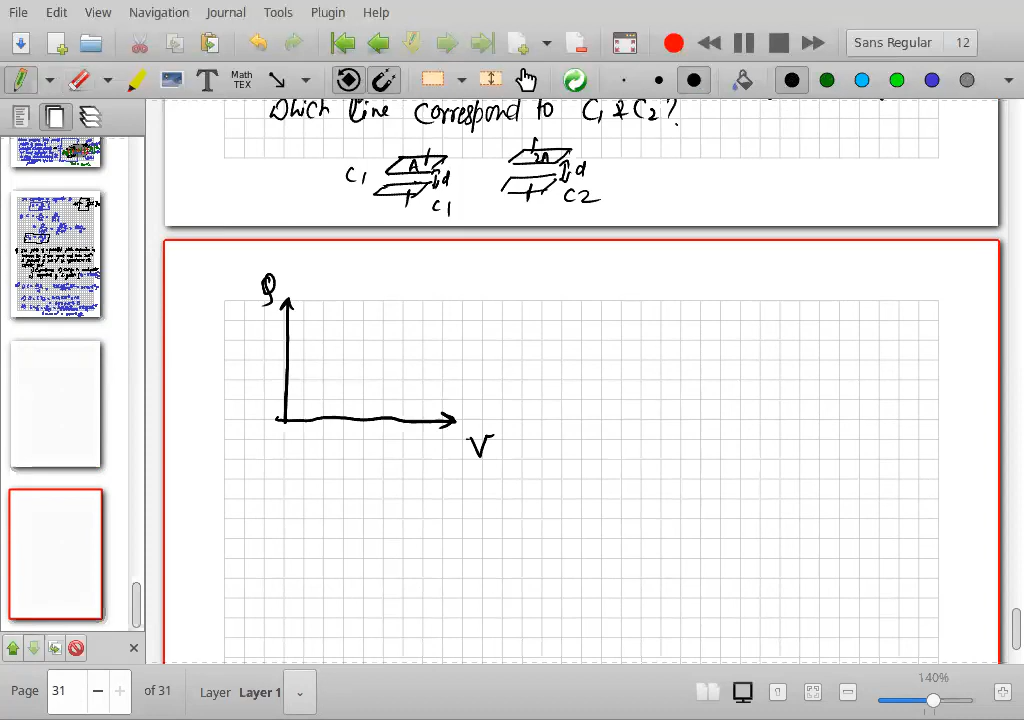 File Edit View Navigation Journal Tools Plugin Help
Sans Regular 12
Math
TEX
Which line correspond to C1 & C2?
A 2A
C1 d d
C1 C2
Q
V
Page 31 of 31 Layer Layer 1 140%